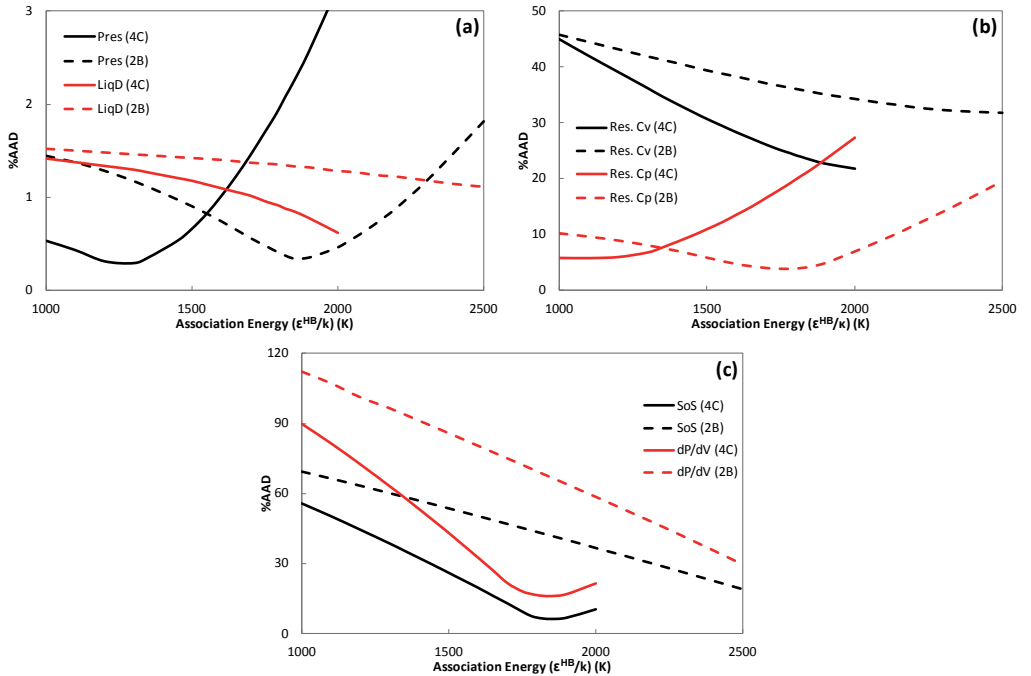 (a)
3
2
1
0
%AAD
Pres (4C)
Pres (2B)
LiqD (4C)
LiqD (2B)
1000 1500 2000 2500
Association Energy (ε^HB/k) (K)
(b)
50
40
30
20
10
0
%AAD
Res. Cv (4C)
Res. Cv (2B)
Res. Cp (4C)
Res. Cp (2B)
1000 1500 2000 2500
Association Energy (ε^HB/κ) (K)
(c)
120
90
60
30
0
%AAD
SoS (4C)
SoS (2B)
dP/dV (4C)
dP/dV (2B)
1000 1500 2000 2500
Association Energy (ε^HB/k) (K)